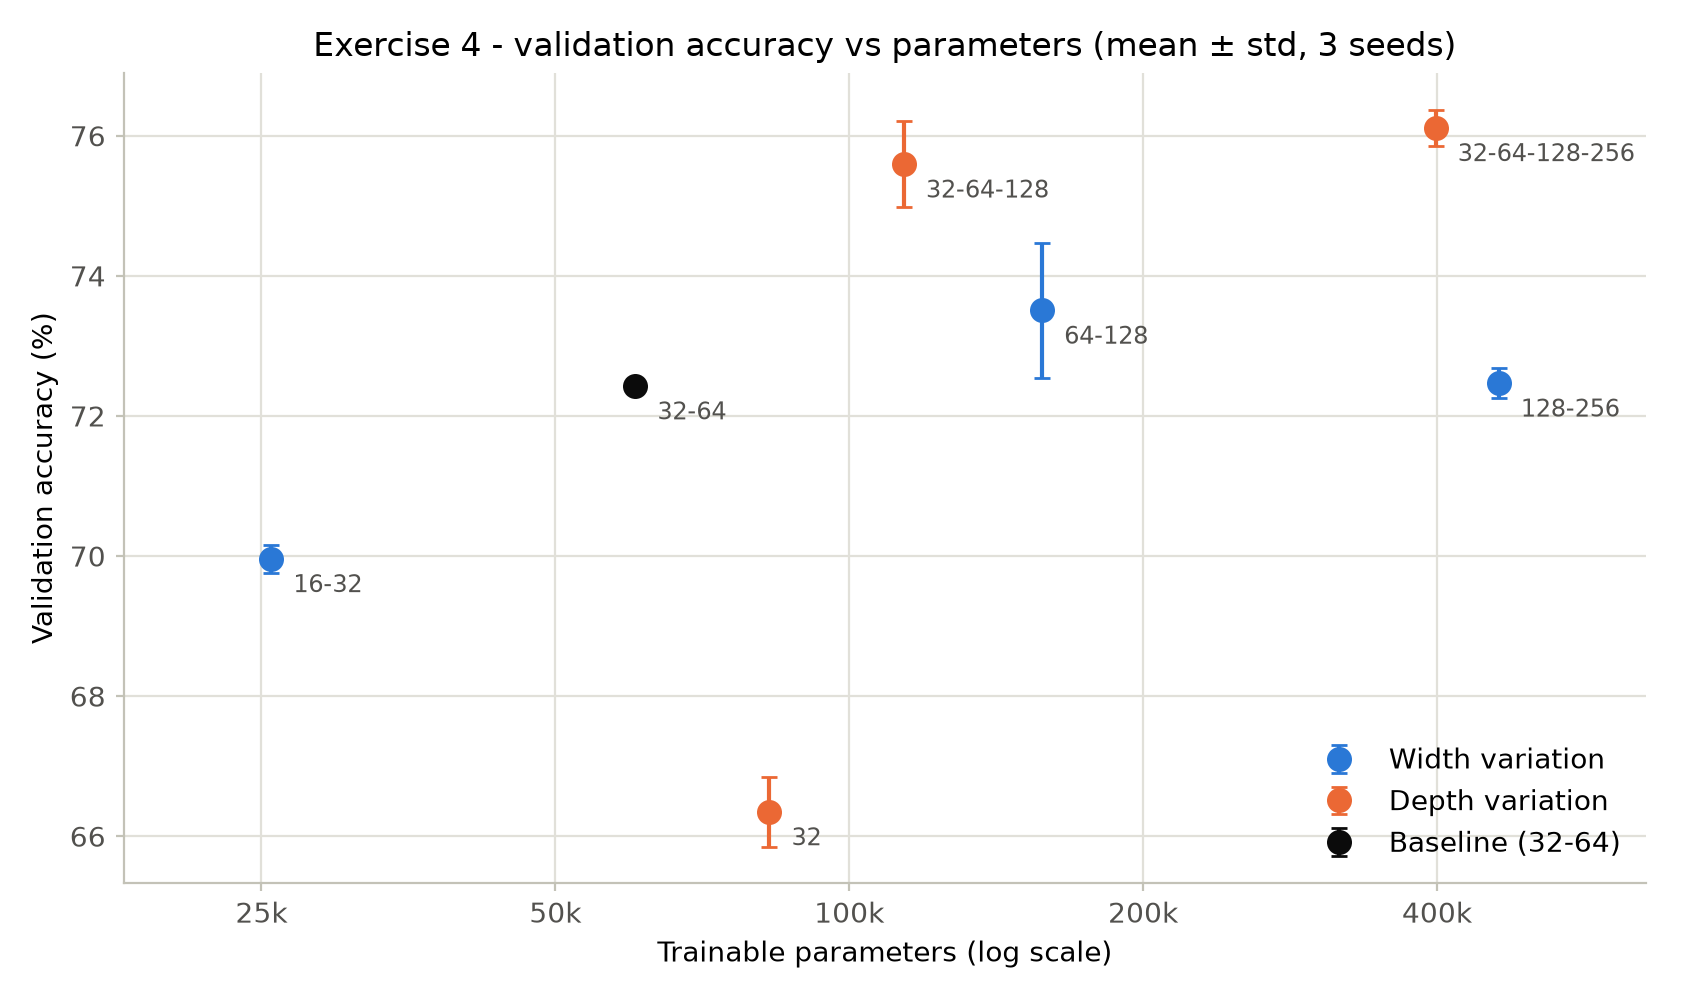 Exercise 4 - validation accuracy vs parameters (mean ± std, 3 seeds)
Validation accuracy (%)
76
74
72
70
68
66
32-64-128-256
32-64-128
64-128
32-64
128-256
16-32
32
Width variation
Depth variation
Baseline (32-64)
25k
50k
100k
200k
400k
Trainable parameters (log scale)